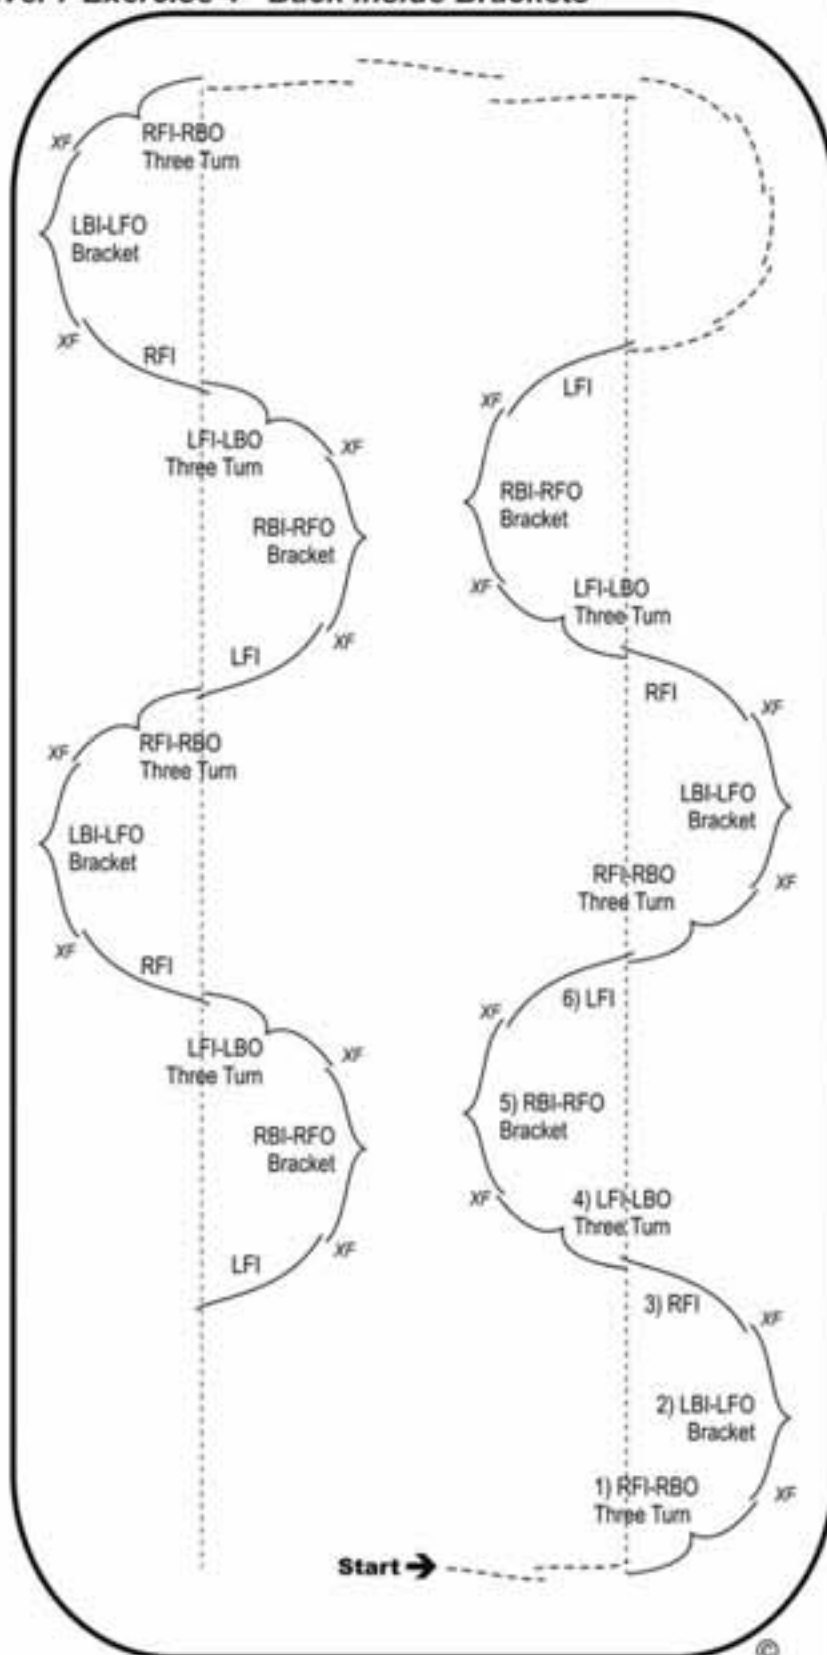 Exercise
Back Inside Brackets
XF
RFI-RBO
Three Turn
LBI-LFO
Bracket
XF
RFI
LFI-LBO
Three Turn
XF
RBI-RFO
Bracket
XF
LFI
RFI-RBO
Three Turn
XF
LBI-LFO
Bracket
XF
RFI
LFI-LBO
Three Turn
XF
RBI-RFO
Bracket
XF
LFI
LFI
XF
RBI-RFO
Bracket
XF
LFI-LBO
Three Turn
RFI
XF
LBI-LFO
Bracket
XF
RFI-RBO
Three Turn
6) LFI
XF
5) RBI-RFO
Bracket
XF
4) LFI-LBO
Three Turn
3) RFI
XF
2) LBI-LFO
Bracket
XF
1) RFI-RBO
Three Turn
Start →
©